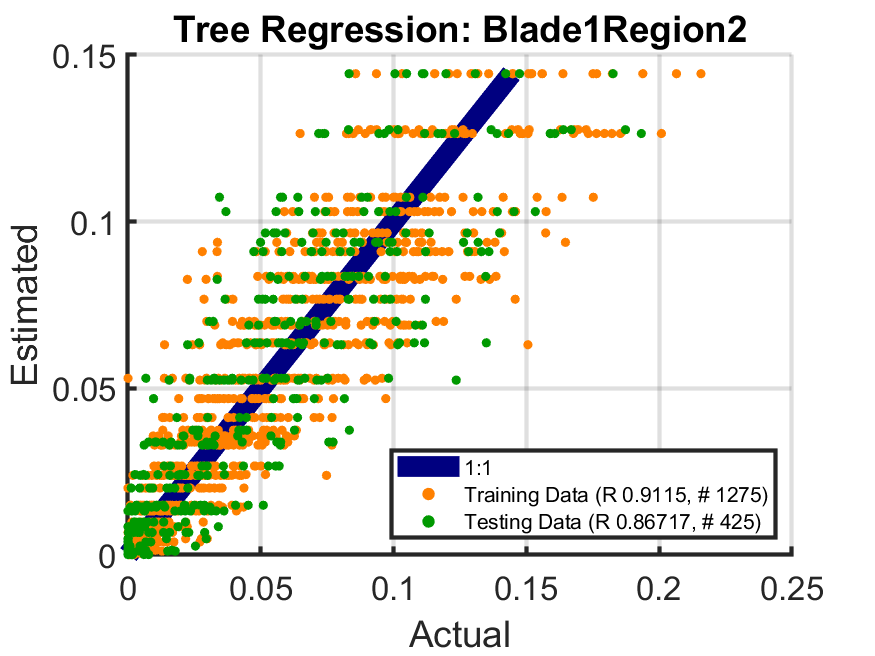 Tree Regression: Blade1Region2
0.15
0.1
0.05
0
Estimated
1:1
Training Data (R 0.9115, # 1275)
Testing Data (R 0.86717, # 425)
0 0.05 0.1 0.15 0.2 0.25
Actual